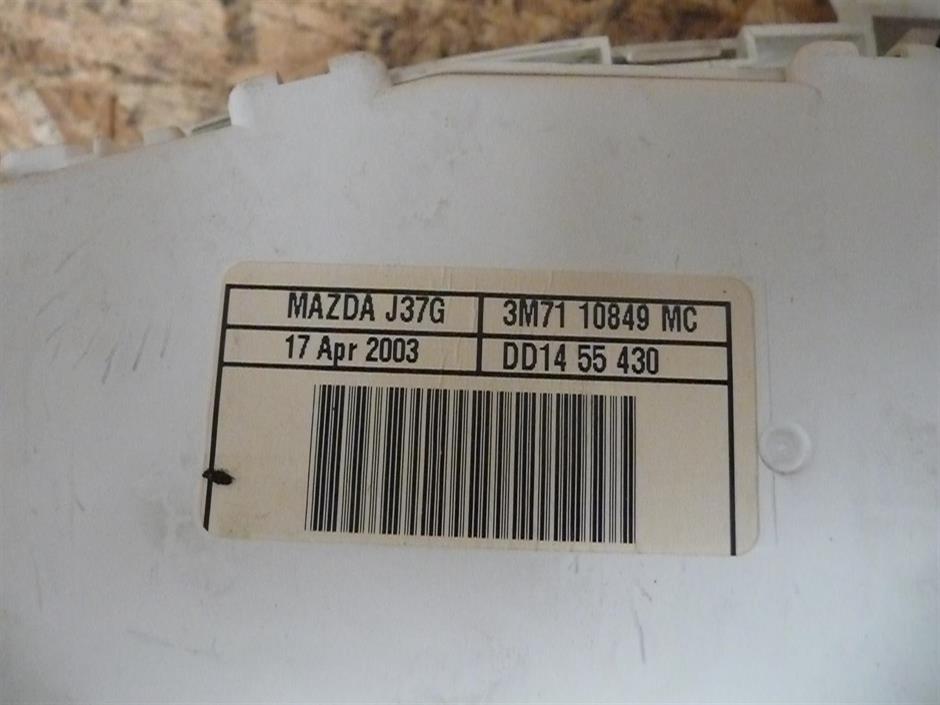 MAZDA J37G 3M71 10849 MC
17 Apr 2003 DD14 55 430